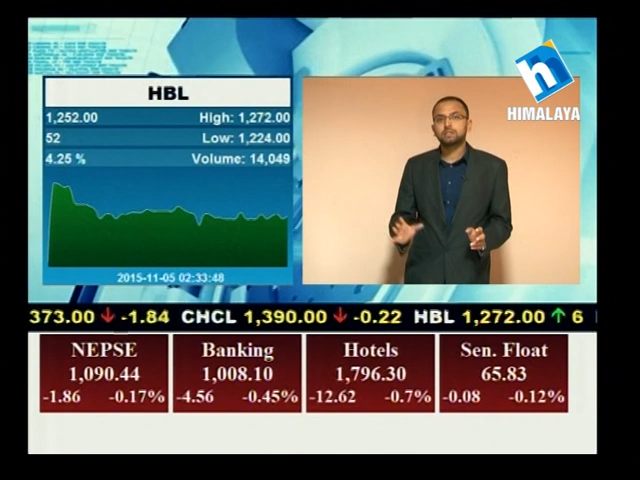 HIMALAYA
HBL
1,252.00 High: 1,272.00
52 Low: 1,224.00
4.25 % Volume: 14,049
2015-11-05 02:33:48
373.00 ↓ -1.84 CHCL 1,390.00 ↓ -0.22 HBL 1,272.00 ↑ 6
NEPSE Banking Hotels Sen. Float
1,090.44 1,008.10 1,796.30 65.83
-1.86 -0.17% -4.56 -0.45% -12.62 -0.7% -0.08 -0.12%